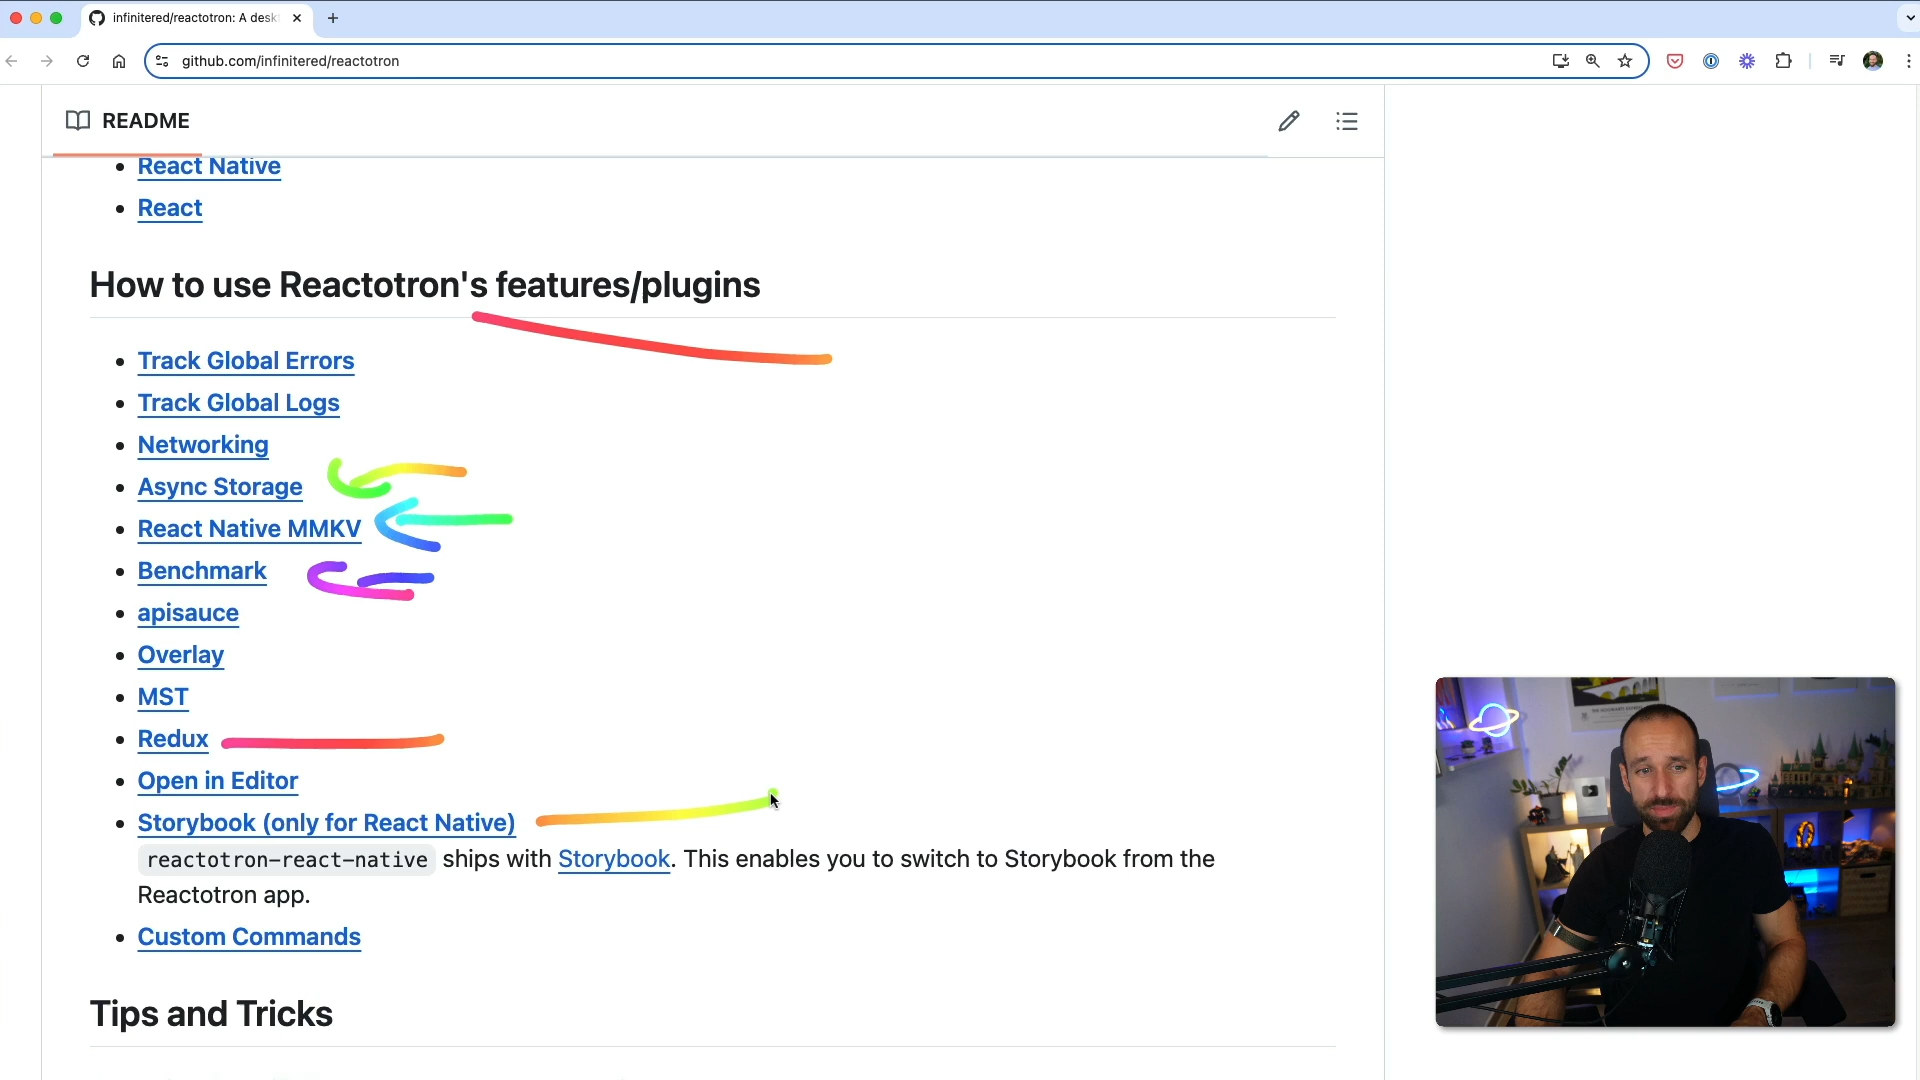 infinitered/reactotron: A desk
github.com/infinitered/reactotron
README
React Native
React
How to use Reactotron's features/plugins
Track Global Errors
Track Global Logs
Networking
Async Storage
React Native MMKV
Benchmark
apisauce
Overlay
MST
Redux
Open in Editor
Storybook (only for React Native)
reactotron-react-native ships with Storybook. This enables you to switch to Storybook from the
Reactotron app.
Custom Commands
Tips and Tricks